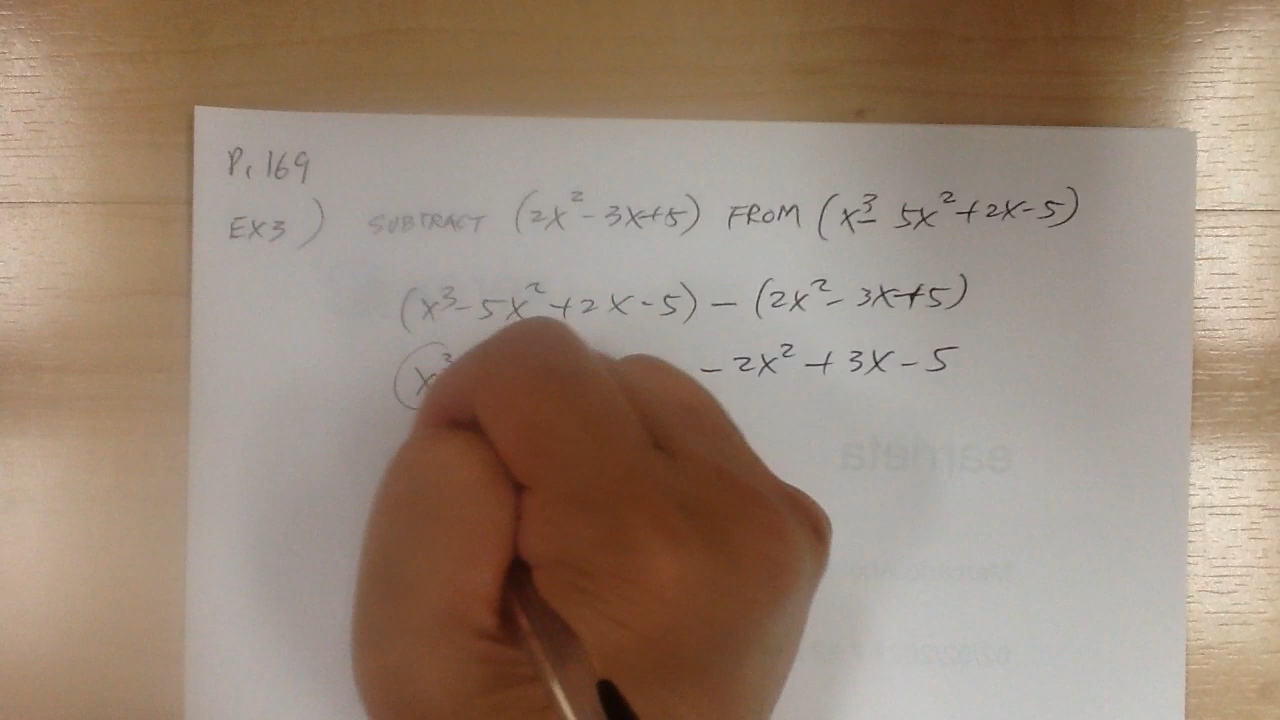 P. 169
EX3) SUBTRACT (2x² - 3x+5) FROM (x³- 5x²+2x-5)
(x³-5x²+2x-5) - (2x²- 3x+5)
x³ - 2x² + 3x - 5